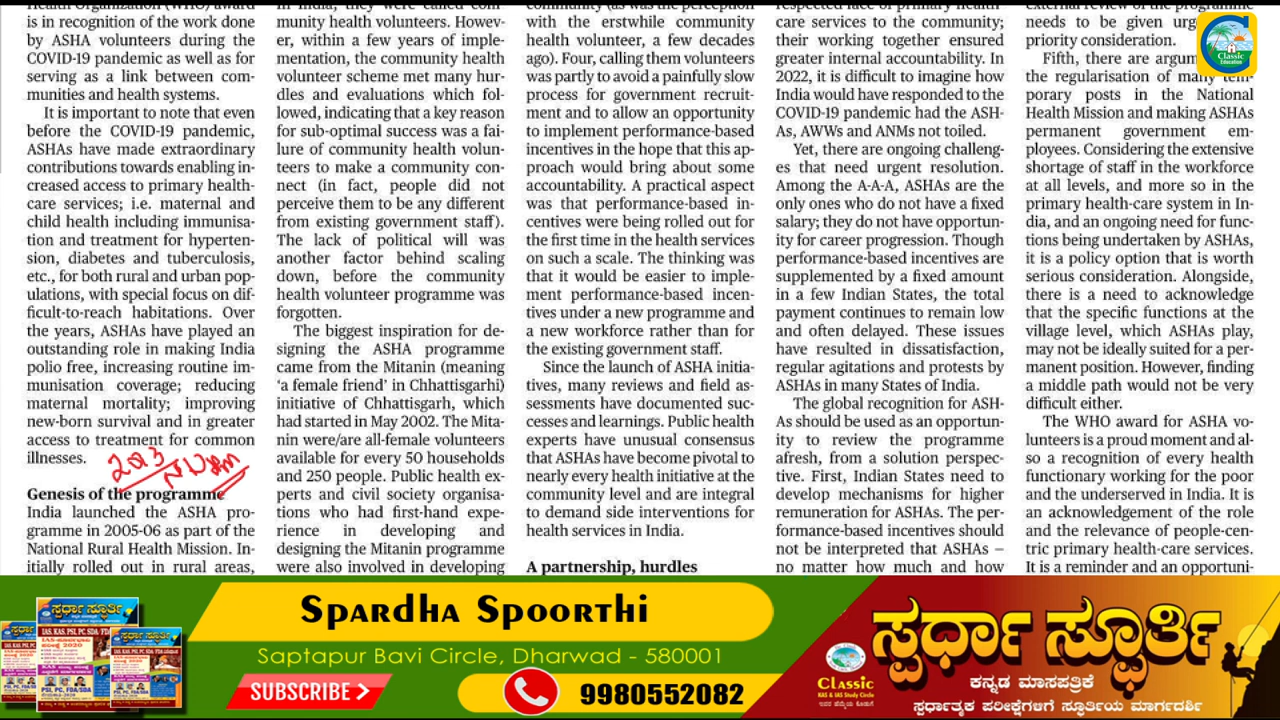 Health Organization (WHO) award
is in recognition of the work done
by ASHA volunteers during the
COVID-19 pandemic as well as for
serving as a link between com-
munities and health systems.
It is important to note that even
before the COVID-19 pandemic,
ASHAs have made extraordinary
contributions towards enabling in-
creased access to primary health-
care services; i.e. maternal and
child health including immunisa-
tion and treatment for hyperten-
sion, diabetes and tuberculosis,
etc., for both rural and urban pop-
ulations, with special focus on dif-
ficult-to-reach habitations. Over
the years, ASHAs have played an
outstanding role in making India
polio free, increasing routine im-
munisation coverage; reducing
maternal mortality; improving
new-born survival and in greater
access to treatment for common
illnesses.
Genesis of the programme
India launched the ASHA pro-
gramme in 2005-06 as part of the
National Rural Health Mission. In-
itially rolled out in rural areas,
in India, they were called com-
munity health volunteers. Howev-
er, within a few years of imple-
mentation, the community health
volunteer scheme met many hur-
dles and evaluations which fol-
lowed, indicating that a key reason
for sub-optimal success was a fai-
lure of community health volun-
teers to make a community con-
nect (in fact, people did not
perceive them to be any different
from existing government staff).
The lack of political will was
another factor behind scaling
down, before the community
health volunteer programme was
forgotten.
The biggest inspiration for de-
signing the ASHA programme
came from the Mitanin (meaning
‘a female friend’ in Chhattisgarhi)
initiative of Chhattisgarh, which
had started in May 2002. The Mita-
nin were/are all-female volunteers
available for every 50 households
and 250 people. Public health ex-
perts and civil society organisa-
tions who had first-hand expe-
rience in developing and
designing the Mitanin programme
were also involved in developing
community (as was the perception
with the erstwhile community
health volunteer, a few decades
ago). Four, calling them volunteers
was partly to avoid a painfully slow
process for government recruit-
ment and to allow an opportunity
to implement performance-based
incentives in the hope that this ap-
proach would bring about some
accountability. A practical aspect
was that performance-based in-
centives were being rolled out for
the first time in the health services
on such a scale. The thinking was
that it would be easier to imple-
ment performance-based incen-
tives under a new programme and
a new workforce rather than for
the existing government staff.
Since the launch of ASHA initia-
tives, many reviews and field as-
sessments have documented suc-
cesses and learnings. Public health
experts have unusual consensus
that ASHAs have become pivotal to
nearly every health initiative at the
community level and are integral
to demand side interventions for
health services in India.
A partnership, hurdles
respected face of primary health-
care services to the community;
their working together ensured
greater internal accountability. In
2022, it is difficult to imagine how
India would have responded to the
COVID-19 pandemic had the ASH-
As, AWWs and ANMs not toiled.
Yet, there are ongoing challeng-
es that need urgent resolution.
Among the A-A-A, ASHAs are the
only ones who do not have a fixed
salary; they do not have opportun-
ity for career progression. Though
performance-based incentives are
supplemented by a fixed amount
in a few Indian States, the total
payment continues to remain low
and often delayed. These issues
have resulted in dissatisfaction,
regular agitations and protests by
ASHAs in many States of India.
The global recognition for ASH-
As should be used as an opportun-
ity to review the programme
afresh, from a solution perspec-
tive. First, Indian States need to
develop mechanisms for higher
remuneration for ASHAs. The per-
formance-based incentives should
not be interpreted that ASHAs —
no matter how much and how
external review of the programme
needs to be given
priority consideration.
Fifth, there are
the regularisation of many tem-
porary posts in the National
Health Mission and making ASHAs
permanent government em-
ployees. Considering the extensive
shortage of staff in the workforce
at all levels, and more so in the
primary health-care system in In-
dia, and an ongoing need for func-
tions being undertaken by ASHAs,
it is a policy option that is worth
serious consideration. Alongside,
there is a need to acknowledge
that the specific functions at the
village level, which ASHAs play,
may not be ideally suited for a per-
manent position. However, finding
a middle path would not be very
difficult either.
The WHO award for ASHA vo-
lunteers is a proud moment and al-
so a recognition of every health
functionary working for the poor
and the underserved in India. It is
an acknowledgement of the role
and the relevance of people-cen-
tric primary health-care services.
It is a reminder and an opportuni-
Classic
Education
Spardha Spoorthi
Saptapur Bavi Circle, Dharwad - 580001
SUBSCRIBE
9980552082
ಸ್ಪರ್ಧಾ ಸ್ಫೂರ್ತಿ
ಕನ್ನಡ ಮಾಸಪತ್ರಿಕೆ
ಸ್ಪರ್ಧಾತ್ಮಕ ಪರೀಕ್ಷೆಗಳಿಗೆ ಸ್ಫೂರ್ತಿಯ ಮಾರ್ಗದರ್ಶಿ
Classic
KAS & IAS Study Circle